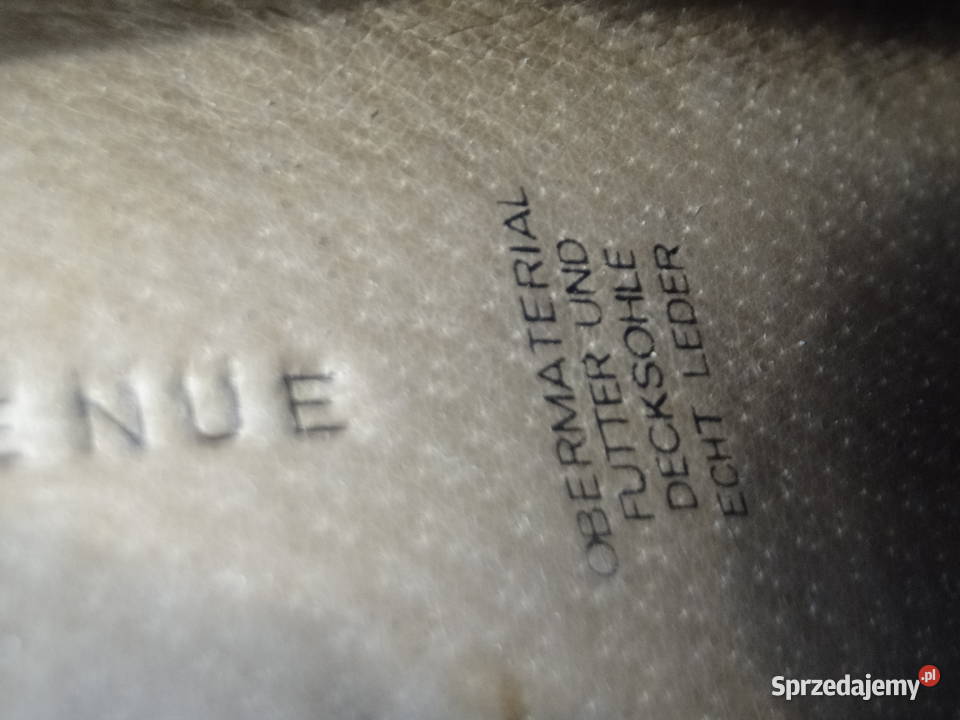 ENUE
OBERMATERIAL
FUTTER UND
DECKSOHLE
ECHT LEDER
Sprzedajemy.pl